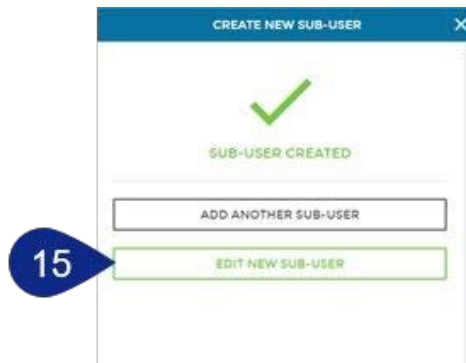 CREATE NEW SUB-USER
SUB-USER CREATED
ADD ANOTHER SUB-USER
15
EDIT NEW SUB-USER